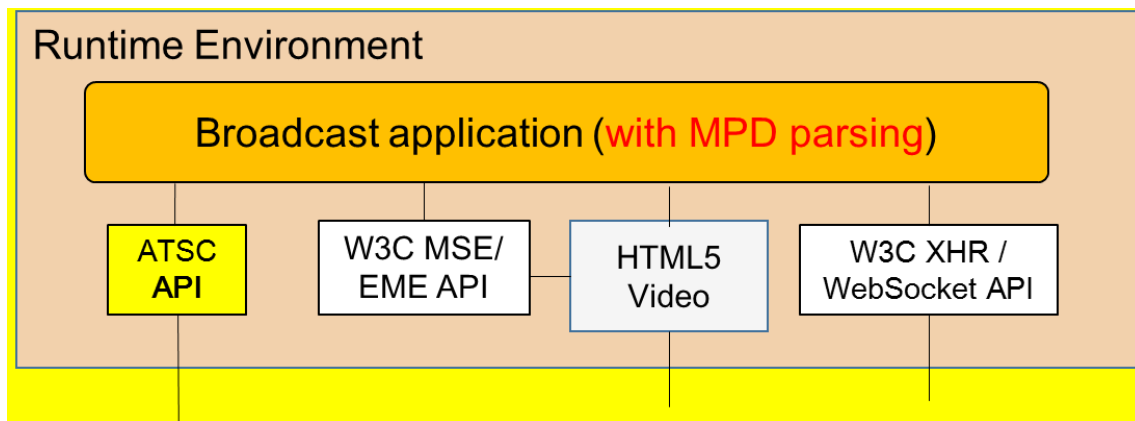 Runtime Environment
Broadcast application (with MPD parsing)
ATSC
API
W3C MSE/
EME API
HTML5
Video
W3C XHR /
WebSocket API